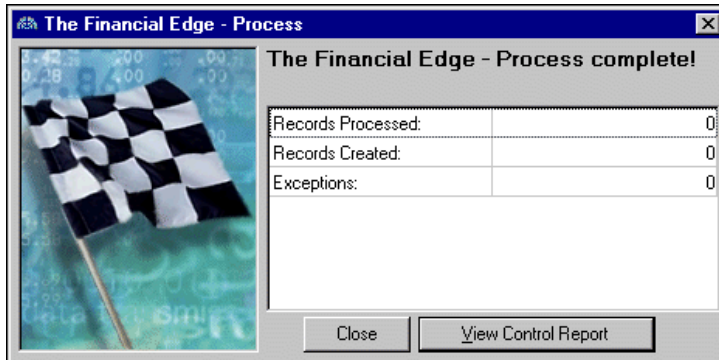 The Financial Edge - Process
The Financial Edge - Process complete!
Records Processed: 0
Records Created: 0
Exceptions: 0
Close View Control Report